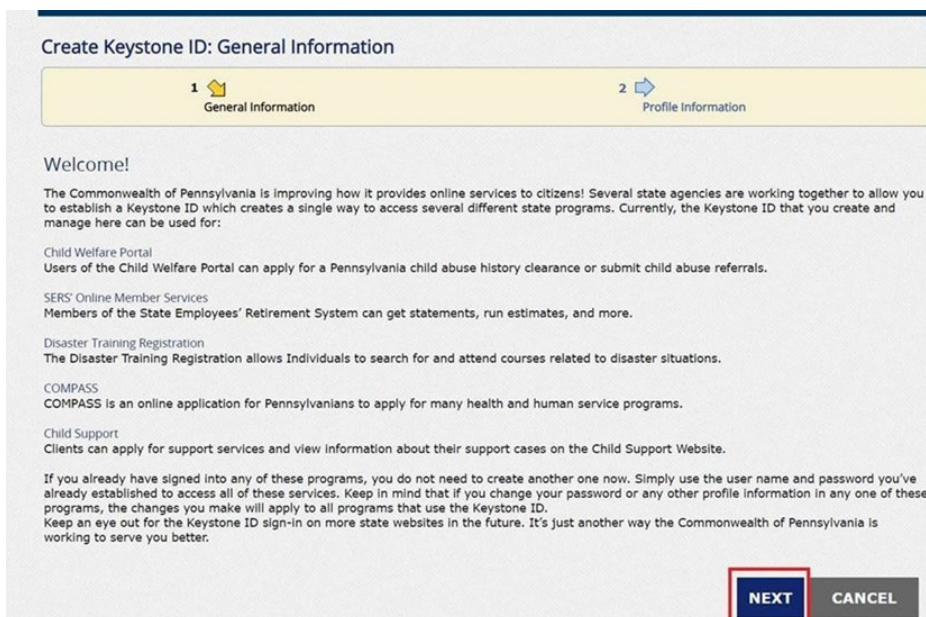 Create Keystone ID: General Information
1
General Information
2
Profile Information
Welcome!
The Commonwealth of Pennsylvania is improving how it provides online services to citizens! Several state agencies are working together to allow you
to establish a Keystone ID which creates a single way to access several different state programs. Currently, the Keystone ID that you create and
manage here can be used for:
Child Welfare Portal
Users of the Child Welfare Portal can apply for a Pennsylvania child abuse history clearance or submit child abuse referrals.
SERS' Online Member Services
Members of the State Employees' Retirement System can get statements, run estimates, and more.
Disaster Training Registration
The Disaster Training Registration allows Individuals to search for and attend courses related to disaster situations.
COMPASS
COMPASS is an online application for Pennsylvanians to apply for many health and human service programs.
Child Support
Clients can apply for support services and view information about their support cases on the Child Support Website.
If you already have signed into any of these programs, you do not need to create another one now. Simply use the user name and password you've
already established to access all of these services. Keep in mind that if you change your password or any other profile information in any one of these
programs, the changes you make will apply to all programs that use the Keystone ID.
Keep an eye out for the Keystone ID sign-in on more state websites in the future. It's just another way the Commonwealth of Pennsylvania is
working to serve you better.
NEXT CANCEL